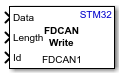 Data
STM32
Length
FDCAN
Write
Id
FDCAN1